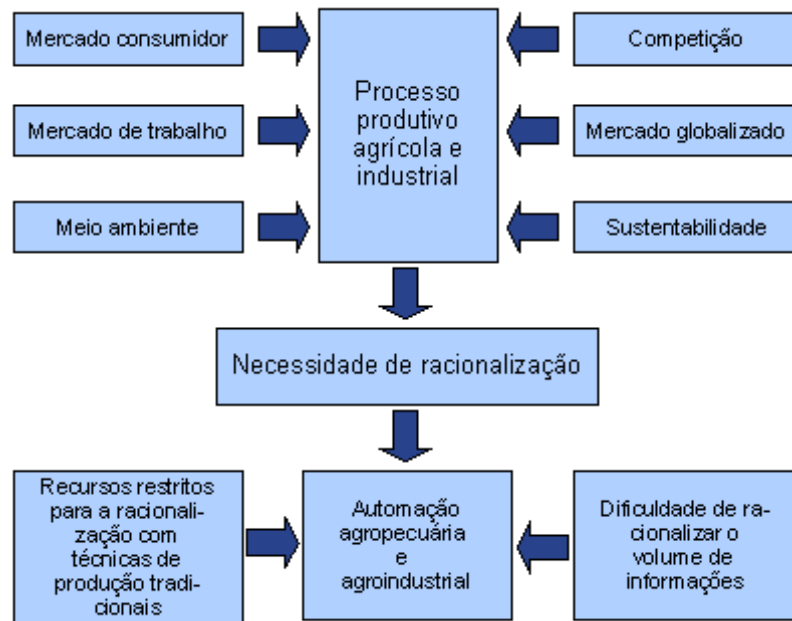 Mercado consumidor
Mercado de trabalho
Meio ambiente
Processo
produtivo
agrícola e
industrial
Competição
Mercado globalizado
Sustentabilidade
Necessidade de racionalização
Recursos restritos
para a racionali-
zação com
técnicas de
produção tradi-
cionais
Automação
agropecuária
e
agroindustrial
Dificuldade de ra-
cionalizar o
volume de
informações